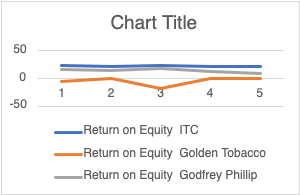 Chart Title
50
0
-50
1 2 3 4 5
Return on Equity ITC
Return on Equity Golden Tobacco
Return on Equity Godfrey Phillip